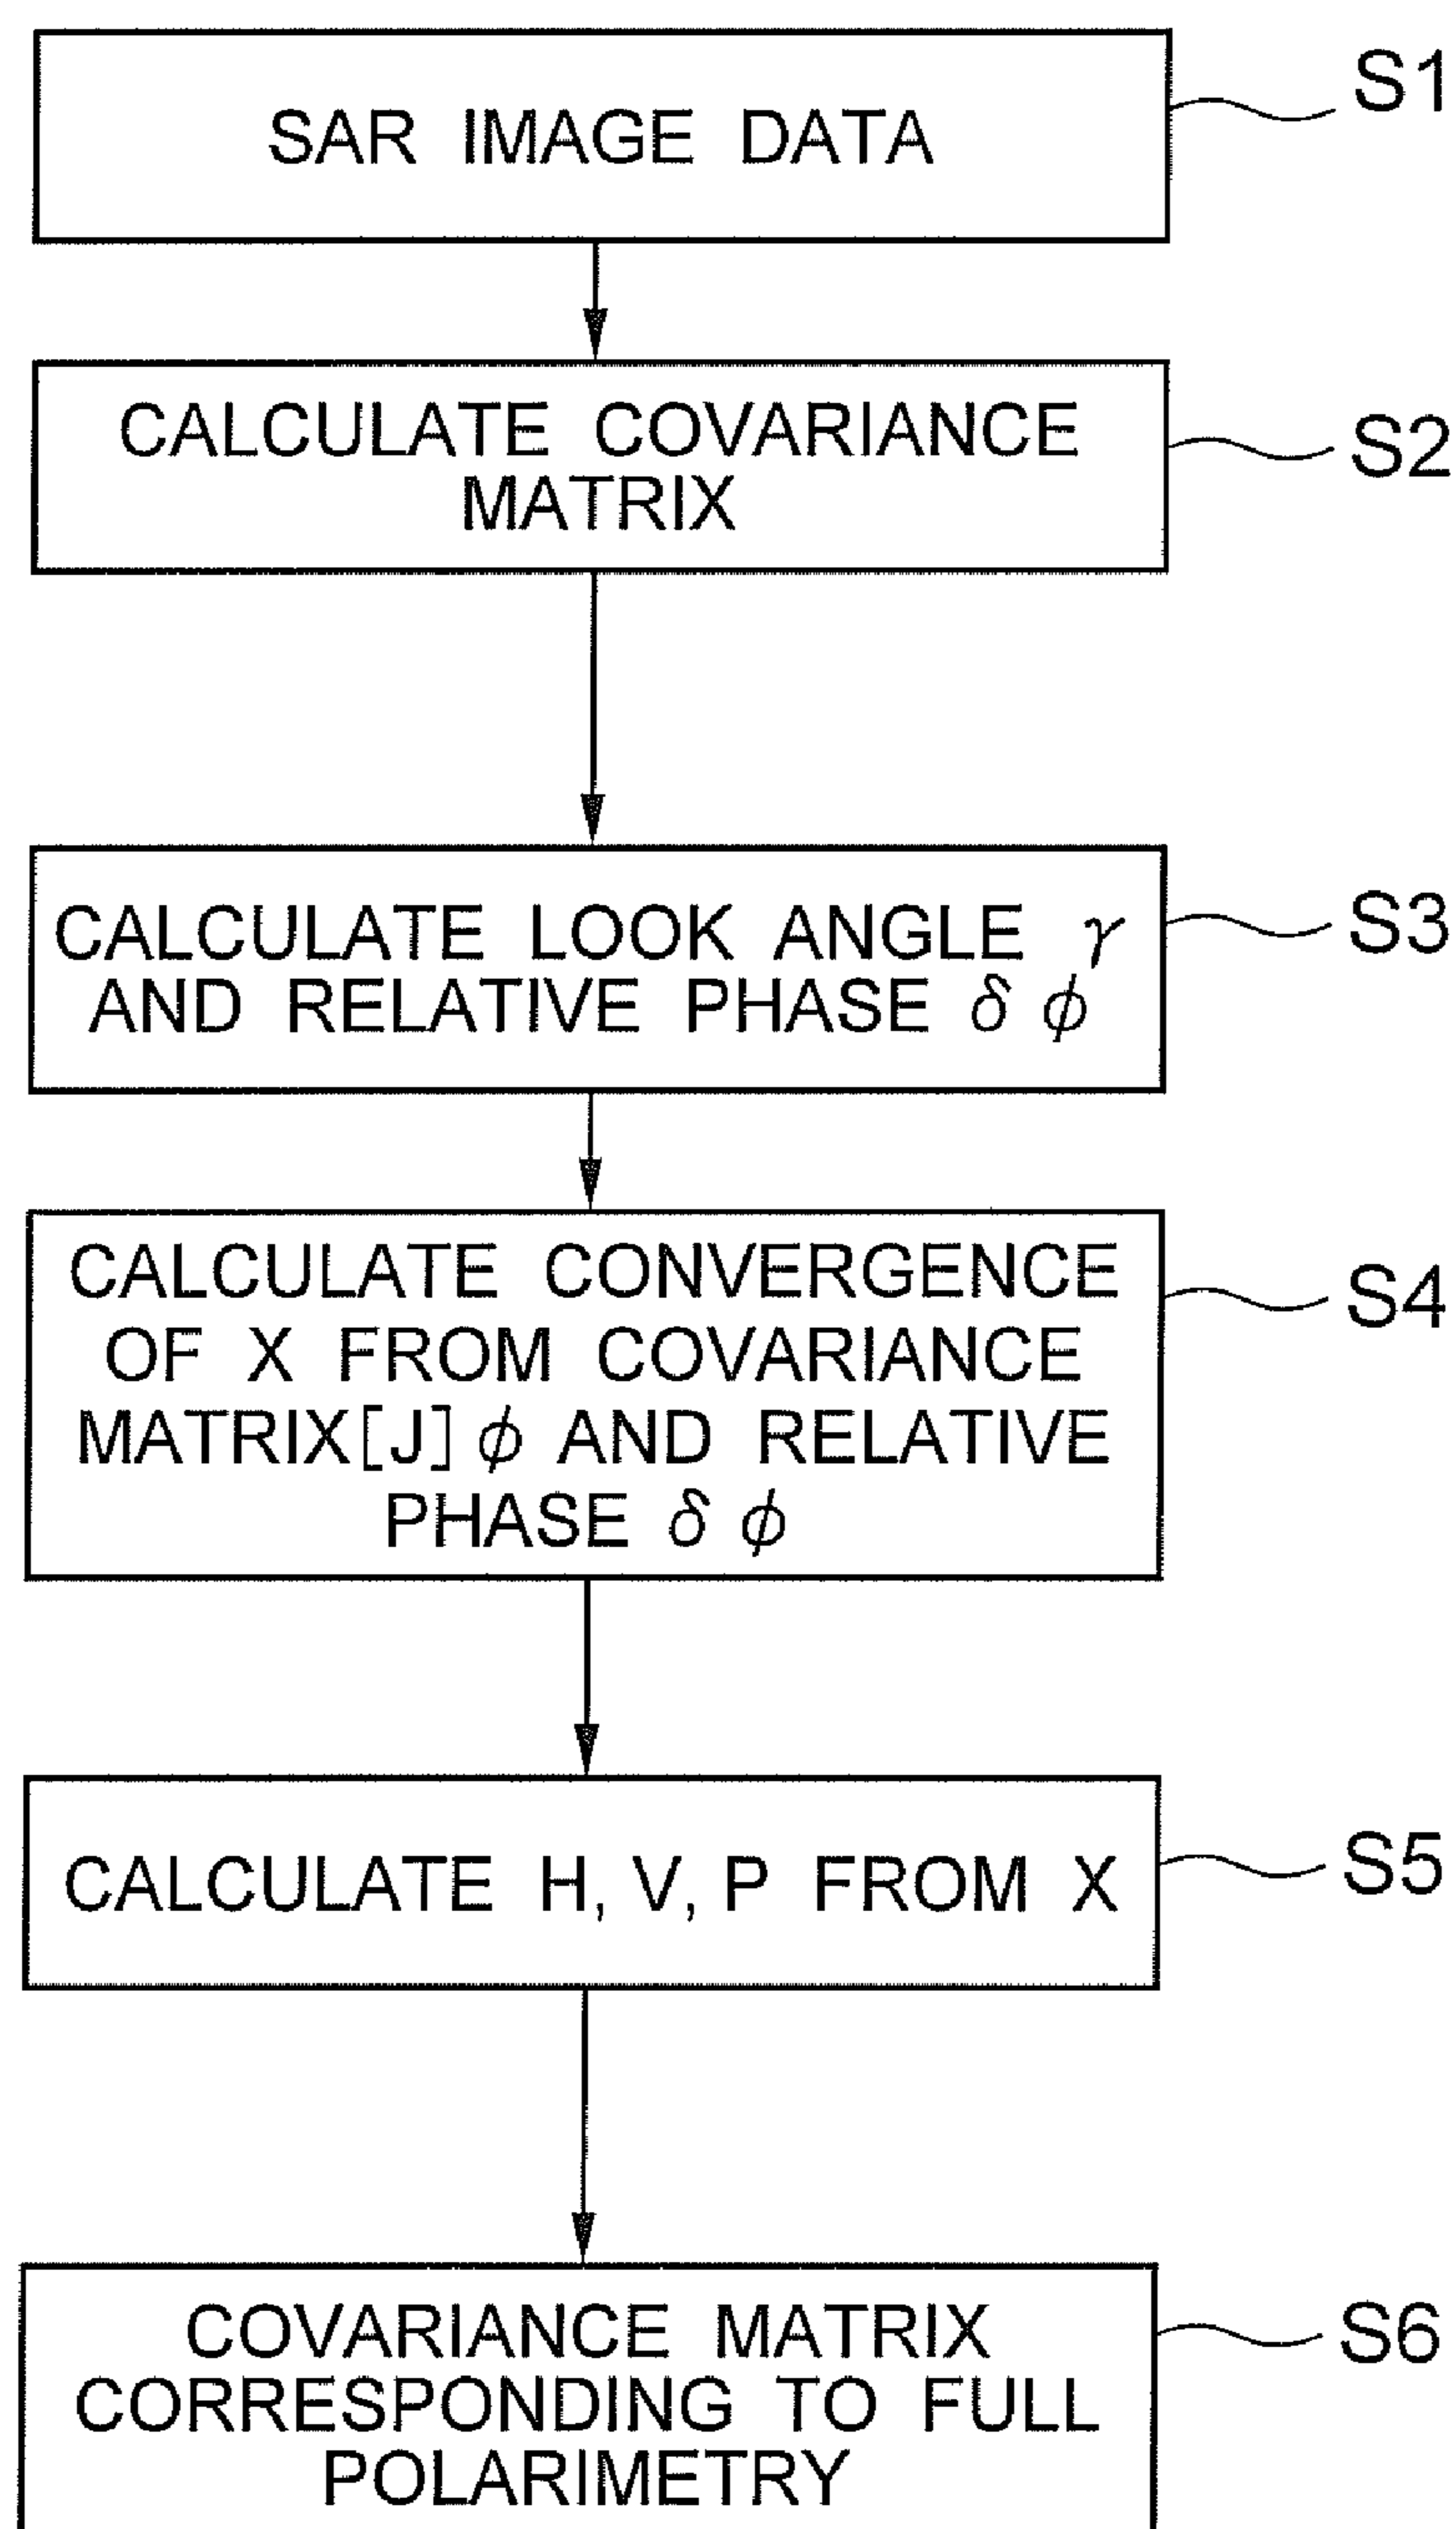 SAR IMAGE DATA
S1
CALCULATE COVARIANCE
MATRIX
S2
CALCULATE LOOK ANGLE γ
AND RELATIVE PHASE δ ϕ
S3
CALCULATE CONVERGENCE
OF X FROM COVARIANCE
MATRIX[J] ϕ AND RELATIVE
PHASE δ ϕ
S4
CALCULATE H, V, P FROM X
S5
COVARIANCE MATRIX
CORRESPONDING TO FULL
POLARIMETRY
S6